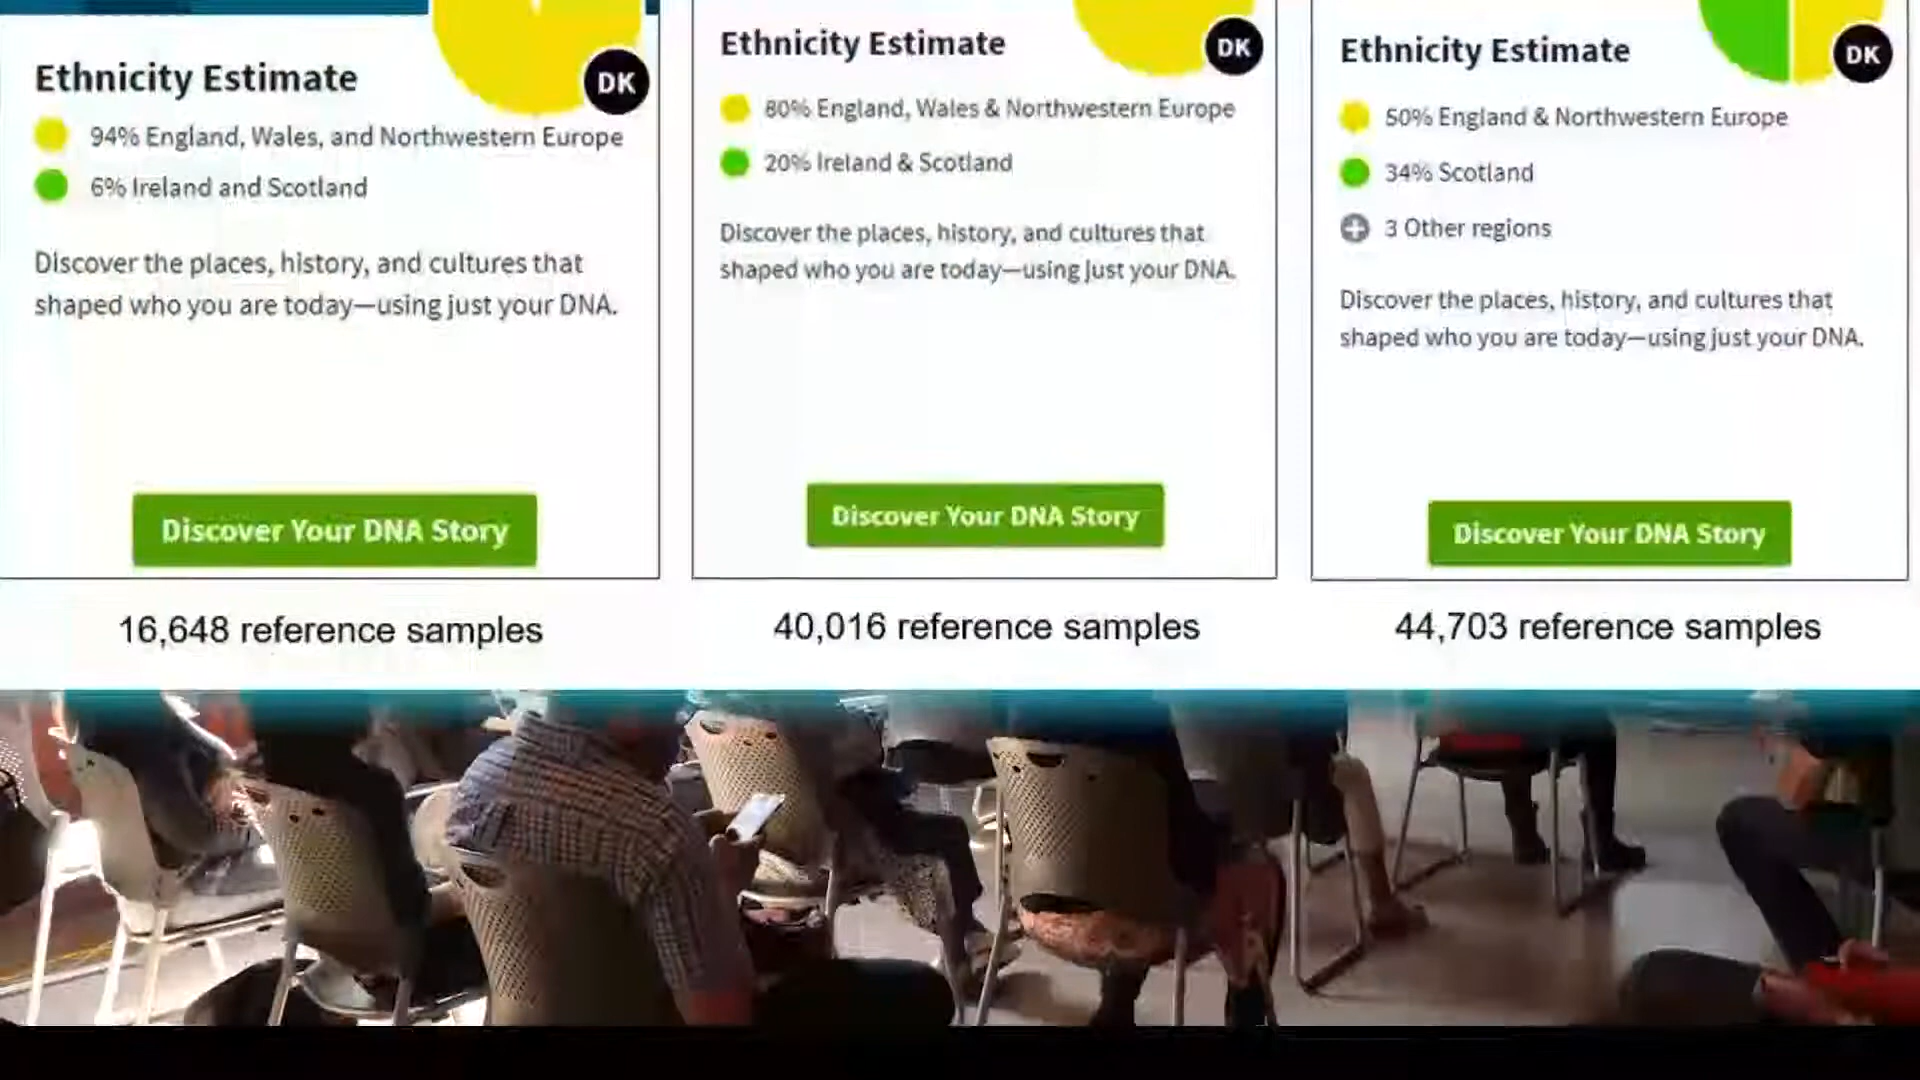 Ethnicity Estimate
DK
94% England, Wales, and Northwestern Europe
6% Ireland and Scotland
Discover the places, history, and cultures that
shaped who you are today—using just your DNA.
Discover Your DNA Story
16,648 reference samples
Ethnicity Estimate
DK
80% England, Wales & Northwestern Europe
20% Ireland & Scotland
Discover the places, history, and cultures that
shaped who you are today—using just your DNA.
Discover Your DNA Story
40,016 reference samples
Ethnicity Estimate
DK
50% England & Northwestern Europe
34% Scotland
3 Other regions
Discover the places, history, and cultures that
shaped who you are today—using just your DNA.
Discover Your DNA Story
44,703 reference samples